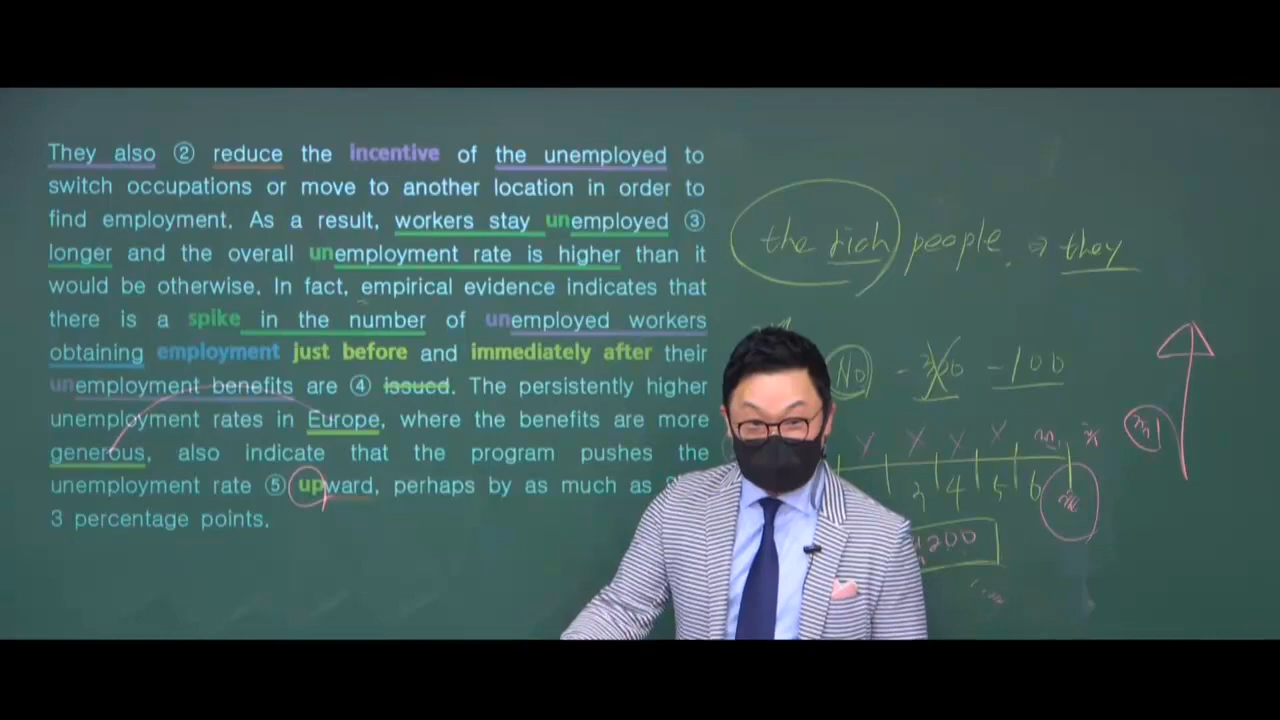 They also ② reduce the incentive of the unemployed to
switch occupations or move to another location in order to
find employment. As a result, workers stay unemployed ③
longer and the overall unemployment rate is higher than it
would be otherwise. In fact, empirical evidence indicates that
there is a spike in the number of unemployed workers
obtaining employment just before and immediately after their
unemployment benefits are ④ issued. The persistently higher
unemployment rates in Europe, where the benefits are more
generous, also indicate that the program pushes the
unemployment rate ⑤ upward, perhaps by as much as
3 percentage points.
the rich people. ⇒ they
No - 300 - 100
Y X Y X
3 4 5 6
200